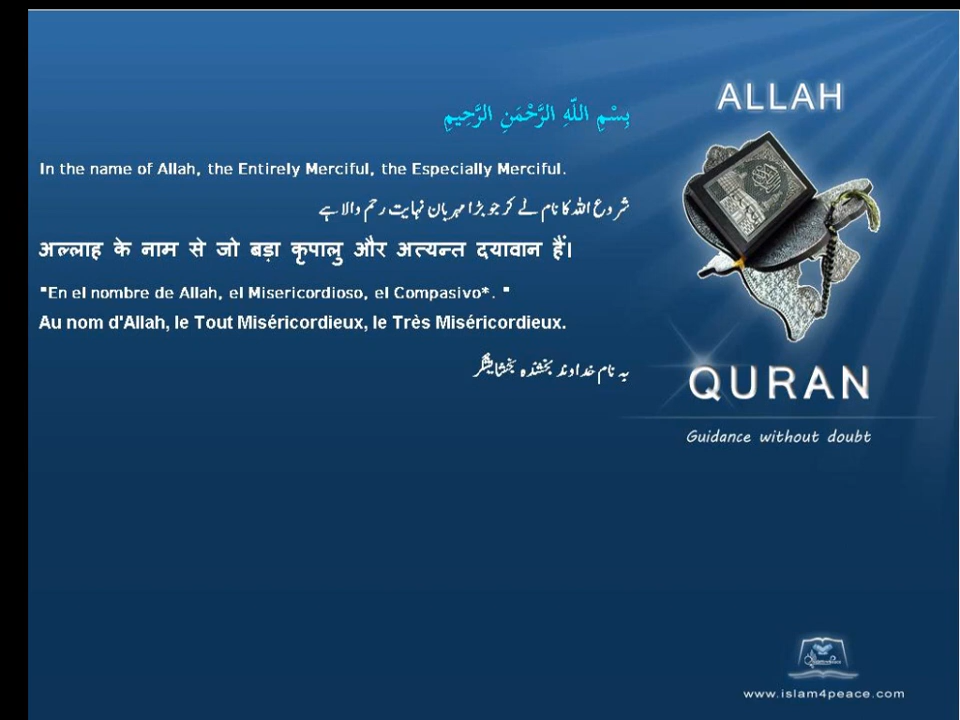 بِسْمِ اللّهِ الرَّحْمَنِ الرَّحِيمِ
In the name of Allah, the Entirely Merciful, the Especially Merciful.
شروع الله کا نام لے کر جو بڑا مہربان نہایت رحم والا ہے
अल्लाह के नाम से जो बड़ा कृपालु और अत्यन्त दयावान हैं।
"En el nombre de Allah, el Misericordioso, el Compasivo*. "
Au nom d'Allah, le Tout Miséricordieux, le Très Miséricordieux.
به نام خداوند بخشنده بخشایشگر
ALLAH
QURAN
Guidance without doubt
www.islam4peace.com